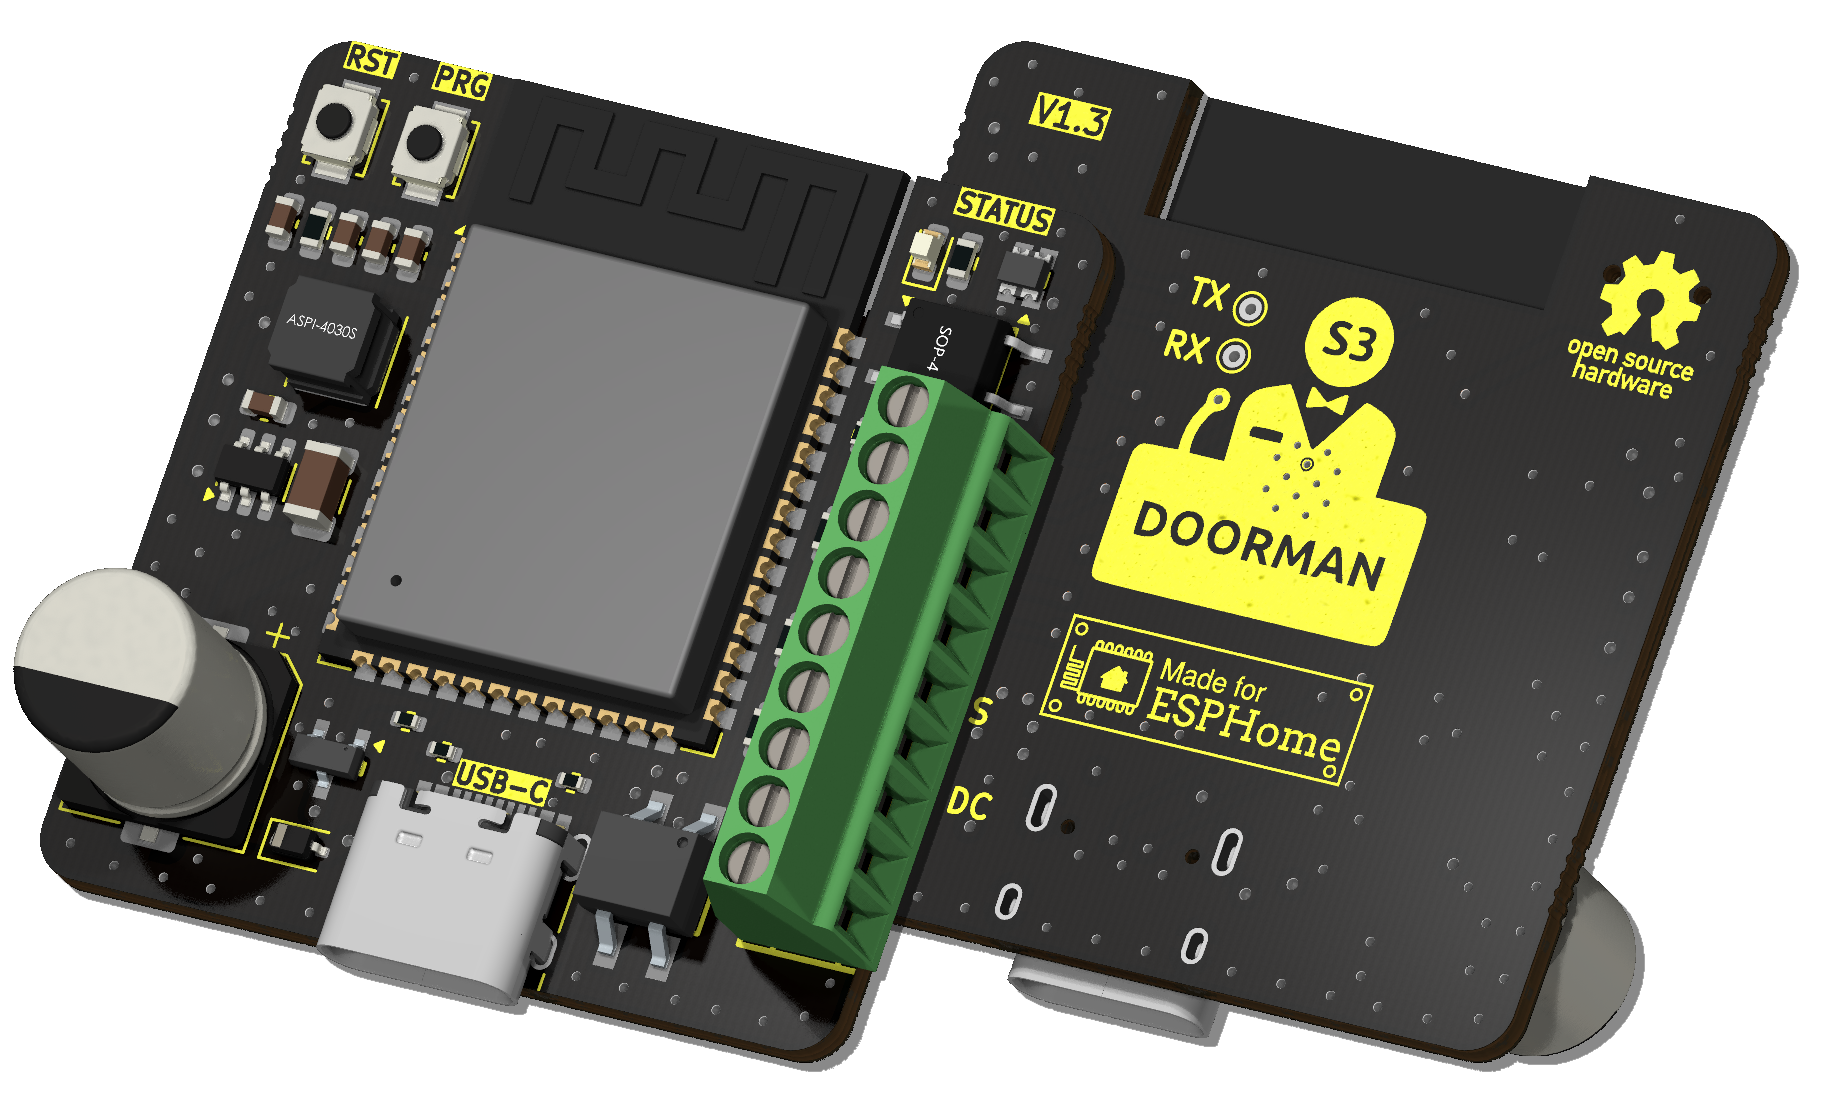 RST
PRG
ASPI-4030S
STATUS
SOP-4
+
USB-C
S
DC
V1.3
TX
RX
S3
DOORMAN
Made for
ESPHome
open source
hardware